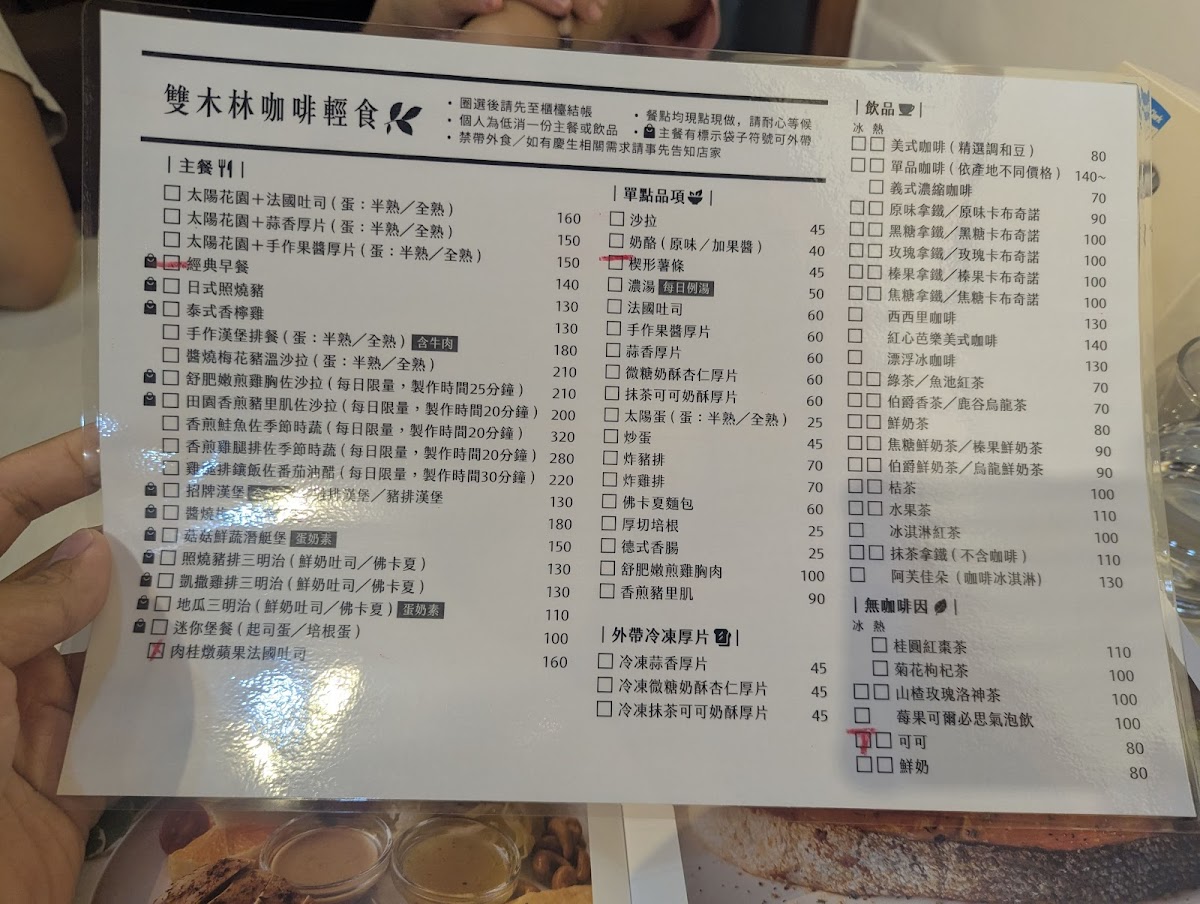 雙木林咖啡輕食
• 圈選後請先至櫃檯結帳
• 個人為低消一份主餐或飲品
• 禁帶外食／如有慶生相關需求請事先告知店家
• 餐點均現點現做，請耐心等候
• 主餐有標示袋子符號可外帶
| 主餐 |
太陽花園＋法國吐司（蛋：半熟／全熟） 160
太陽花園＋蒜香厚片（蛋：半熟／全熟） 150
太陽花園＋手作果醬厚片（蛋：半熟／全熟） 150
經典早餐 140
日式照燒豬 130
泰式香檸雞 130
手作漢堡排餐（蛋：半熟／全熟） 含牛肉 180
醬燒梅花豬溫沙拉（蛋：半熟／全熟） 210
舒肥嫩煎雞胸佐沙拉（每日限量，製作時間25分鐘） 210
田園香煎豬里肌佐沙拉（每日限量，製作時間20分鐘） 200
香煎鮭魚佐季節時蔬（每日限量，製作時間20分鐘） 320
香煎雞腿排佐季節時蔬（每日限量，製作時間20分鐘） 280
雞腿排鑲飯佐番茄油醋（每日限量，製作時間30分鐘） 220
招牌漢堡 排漢堡／豬排漢堡 130
醬燒 180
菇菇鮮蔬潛艇堡 蛋奶素 150
照燒豬排三明治（鮮奶吐司／佛卡夏） 130
凱撒雞排三明治（鮮奶吐司／佛卡夏） 130
地瓜三明治（鮮奶吐司／佛卡夏） 蛋奶素 110
迷你堡餐（起司蛋／培根蛋） 100
肉桂燉蘋果法國吐司 160
| 單點品項 |
沙拉 45
奶酪（原味／加果醬） 40
楔形薯條 45
濃湯 每日例湯 50
法國吐司 60
手作果醬厚片 60
蒜香厚片 60
微糖奶酥杏仁厚片 60
抹茶可可奶酥厚片 60
太陽蛋（蛋：半熟／全熟） 25
炒蛋 45
炸豬排 70
炸雞排 70
佛卡夏麵包 60
厚切培根 25
德式香腸 25
舒肥嫩煎雞胸肉 100
香煎豬里肌 90
| 外帶冷凍厚片 |
冷凍蒜香厚片 45
冷凍微糖奶酥杏仁厚片 45
冷凍抹茶可可奶酥厚片 45
| 飲品 |
冰 熱
美式咖啡（精選調和豆） 80
單品咖啡（依產地不同價格） 140~
義式濃縮咖啡 70
原味拿鐵／原味卡布奇諾 90
黑糖拿鐵／黑糖卡布奇諾 100
玫瑰拿鐵／玫瑰卡布奇諾 100
榛果拿鐵／榛果卡布奇諾 100
焦糖拿鐵／焦糖卡布奇諾 100
西西里咖啡 130
紅心芭樂美式咖啡 140
漂浮冰咖啡 130
綠茶／魚池紅茶 70
伯爵香茶／鹿谷烏龍茶 70
鮮奶茶 80
焦糖鮮奶茶／榛果鮮奶茶 90
伯爵鮮奶茶／烏龍鮮奶茶 90
桔茶 100
水果茶 110
冰淇淋紅茶 100
抹茶拿鐵（不含咖啡） 110
阿芙佳朵（咖啡冰淇淋） 130
| 無咖啡因 |
冰 熱
桂圓紅棗茶 110
菊花枸杞茶 100
山楂玫瑰洛神茶 100
莓果可爾必思氣泡飲 100
可可 80
鮮奶 80